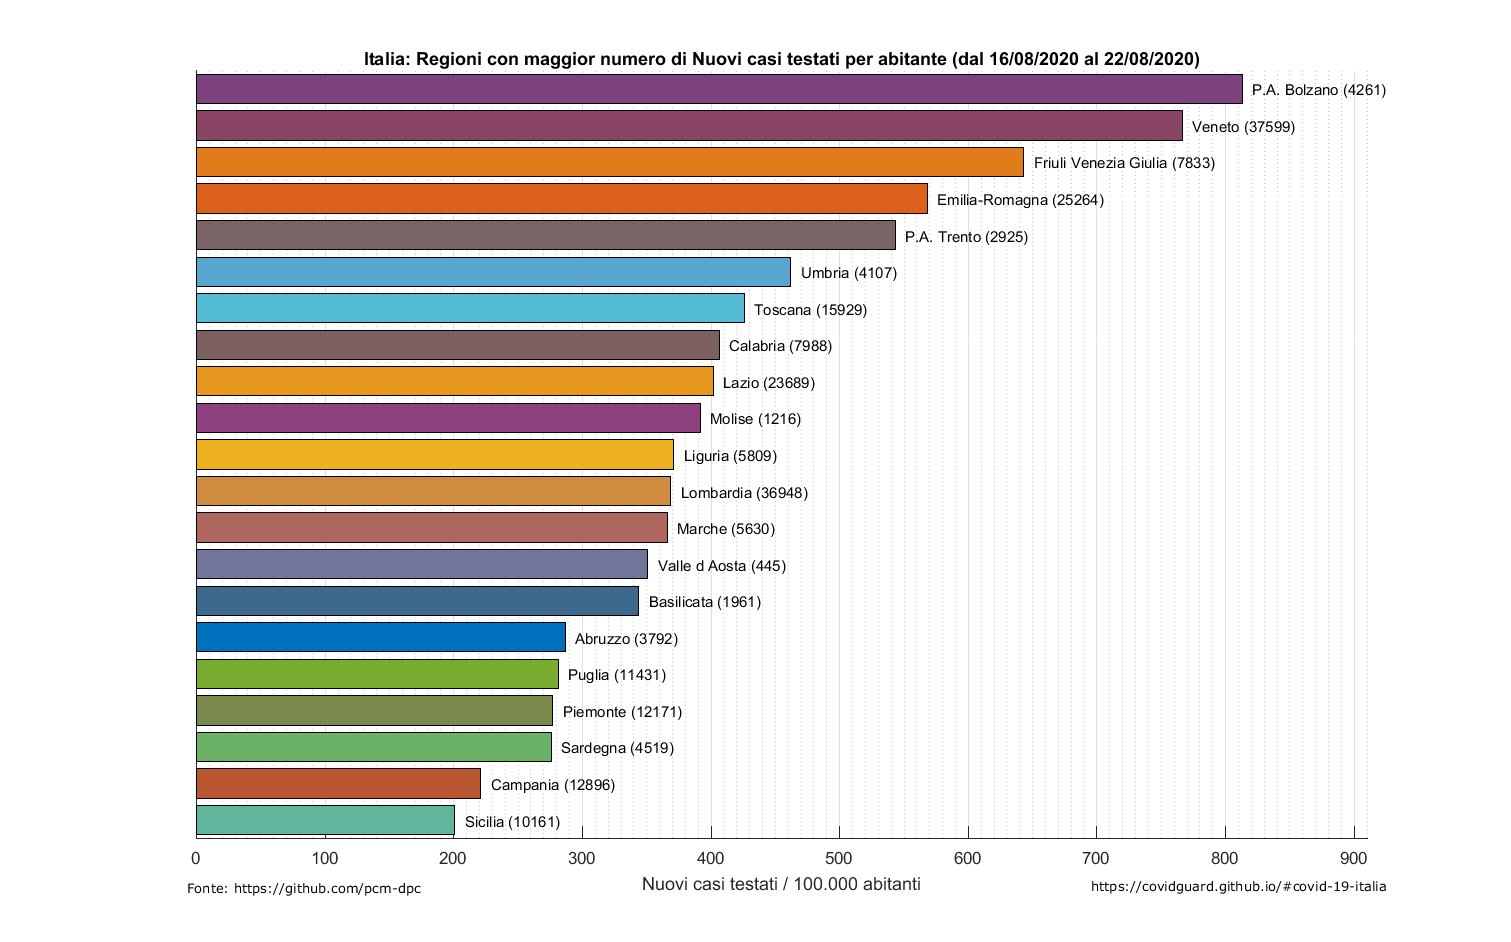 Italia: Regioni con maggior numero di Nuovi casi testati per abitante (dal 16/08/2020 al 22/08/2020)
P.A. Bolzano (4261)
Veneto (37599)
Friuli Venezia Giulia (7833)
Emilia-Romagna (25264)
P.A. Trento (2925)
Umbria (4107)
Toscana (15929)
Calabria (7988)
Lazio (23689)
Molise (1216)
Liguria (5809)
Lombardia (36948)
Marche (5630)
Valle d Aosta (445)
Basilicata (1961)
Abruzzo (3792)
Puglia (11431)
Piemonte (12171)
Sardegna (4519)
Campania (12896)
Sicilia (10161)
0 100 200 300 400 500 600 700 800 900
Nuovi casi testati / 100.000 abitanti
Fonte: https://github.com/pcm-dpc
https://covidguard.github.io/#covid-19-italia